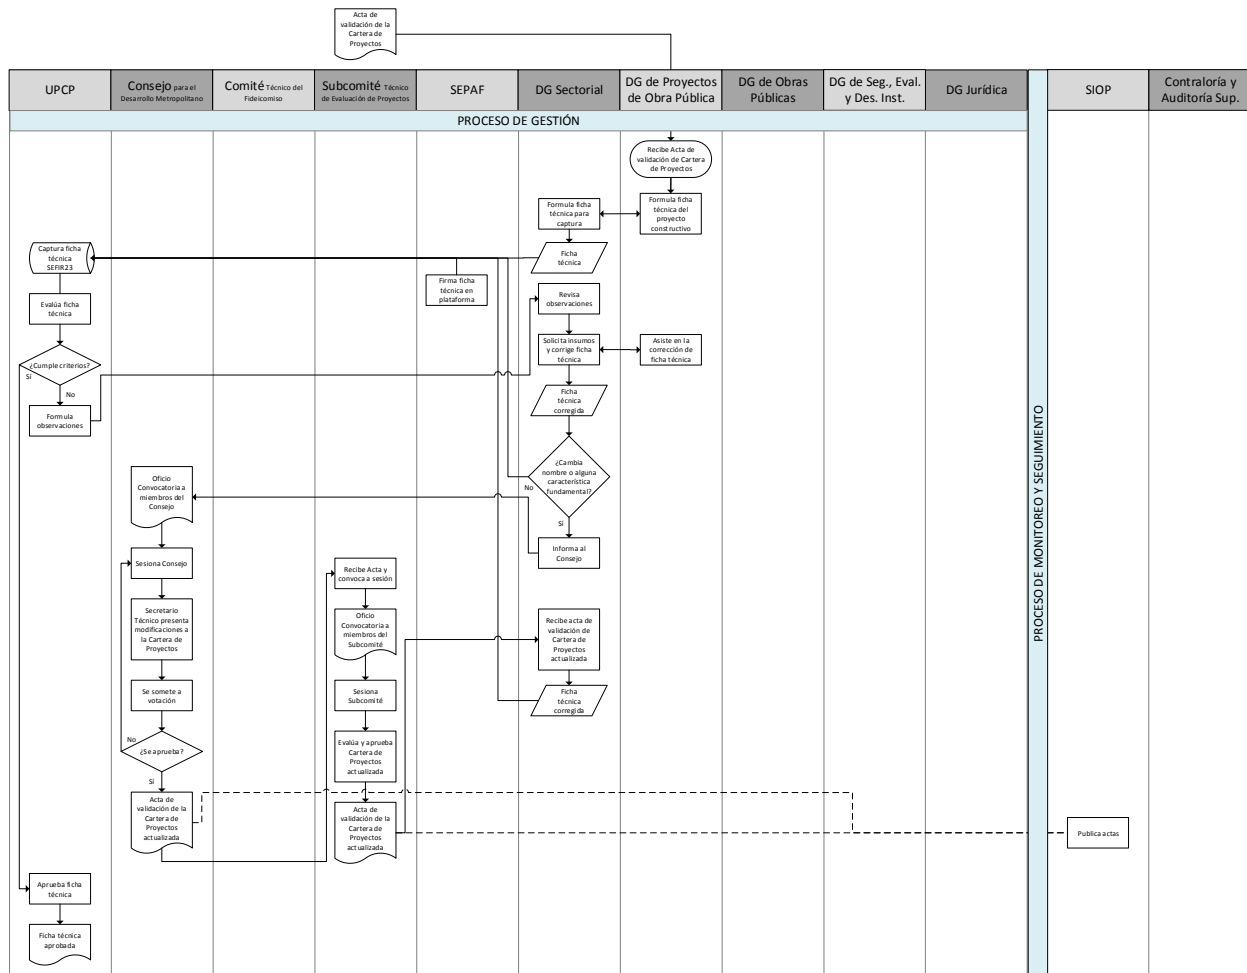 Acta de
validación de la
Cartera de
Proyectos
UPCP
Consejo para el
Desarrollo Metropolitano
Comité Técnico del
Fideicomiso
Subcomité Técnico
de Evaluación de Proyectos
SEPAF
DG Sectorial
DG de Proyectos
de Obra Pública
DG de Obras
Públicas
DG de Seg., Eval.
y Des. Inst.
DG Jurídica
SIOP
Contraloría y
Auditoría Sup.
PROCESO DE GESTIÓN
PROCESO DE MONITOREO Y SEGUIMIENTO
Recibe Acta de
validación de Cartera
de Proyectos
Formula ficha
técnica para
captura
Formula ficha
técnica del
proyecto
constructivo
Captura ficha
técnica
SEFIR23
Ficha
técnica
Firma ficha
técnica en
plataforma
Evalúa ficha
técnica
Revisa
observaciones
¿Cumple criterios?
Sí
No
Solicita insumos
y corrige ficha
técnica
Asiste en la
corrección de
ficha técnica
Formula
observaciones
Ficha
técnica
corregida
¿Cambia
nombre o alguna
característica
fundamental?
No
Sí
Oficio
Convocatoria a
miembros del
Consejo
Informa al
Consejo
Sesiona Consejo
Recibe Acta y
convoca a sesión
Secretario
Técnico presenta
modificaciones a
la Cartera de
Proyectos
Oficio
Convocatoria a
miembros del
Subcomité
Recibe acta de
validación de
Cartera de
Proyectos
actualizada
Se somete a
votación
Sesiona
Subcomité
Ficha
técnica
corregida
¿Se aprueba?
No
Sí
Evalúa y aprueba
Cartera de
Proyectos
actualizada
Acta de
validación de la
Cartera de
Proyectos
actualizada
Acta de
validación de la
Cartera de
Proyectos
actualizada
Publica actas
Aprueba ficha
técnica
Ficha técnica
aprobada